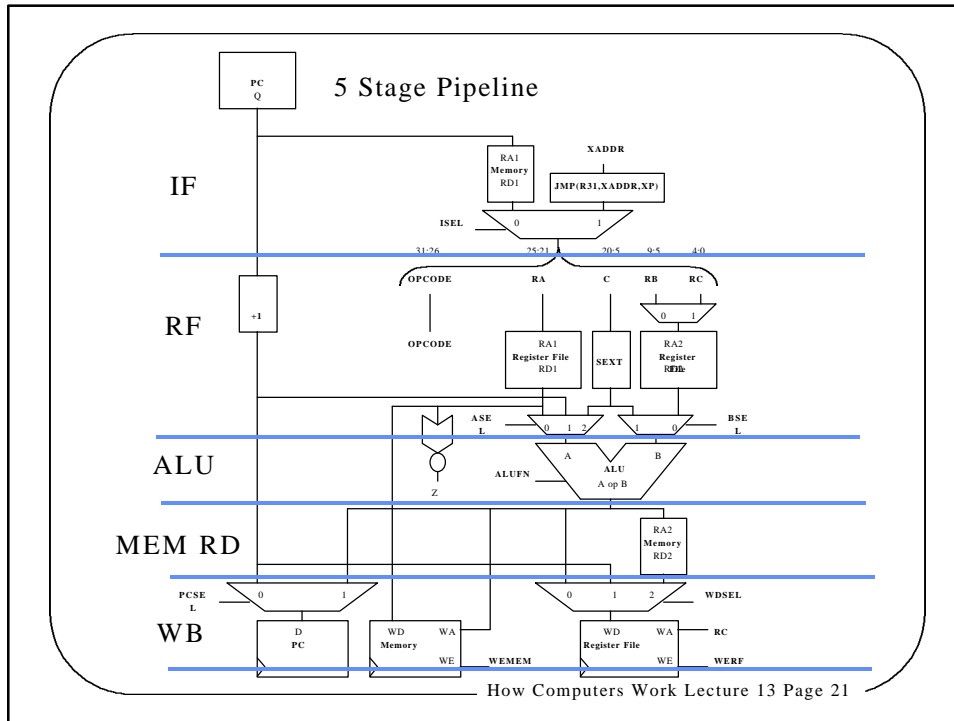 5 Stage Pipeline
PC
Q
IF
RA1
Memory
RD1
XADDR
JMP(R31,XADDR,XP)
ISEL
0 1
31:26 25:21 20:5 9:5 4:0
OPCODE RA C RB RC
RF
+1
OPCODE
0 1
RA1
Register File
RD1
SEXT
RA2
Register
File
ASE
L
0 1 2
1 0
BSE
L
ALU
A B
ALU
A op B
ALUFN
Z
MEM RD
RA2
Memory
RD2
PCSE
L
0 1
0 1 2
WDSEL
WB
D
PC
WD WA
Memory
WE
WEMEM
WD WA
Register File
WE
RC
WERF
How Computers Work Lecture 13 Page 21